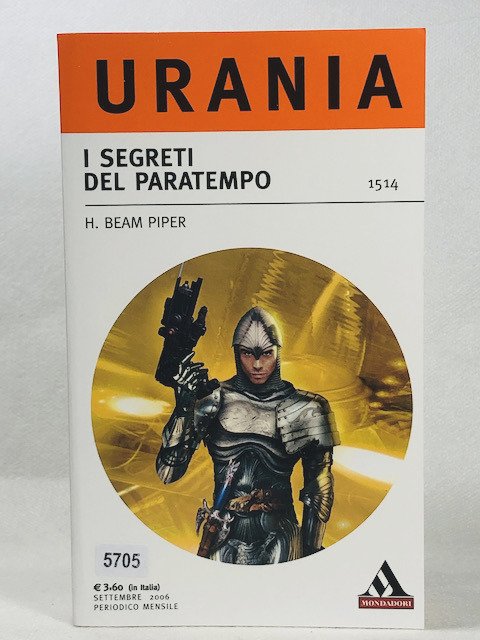 URANIA
I SEGRETI
DEL PARATEMPO
1514
H. BEAM PIPER
5705
€ 3,60 (in Italia)
SETTEMBRE 2006
PERIODICO MENSILE
MONDADORI